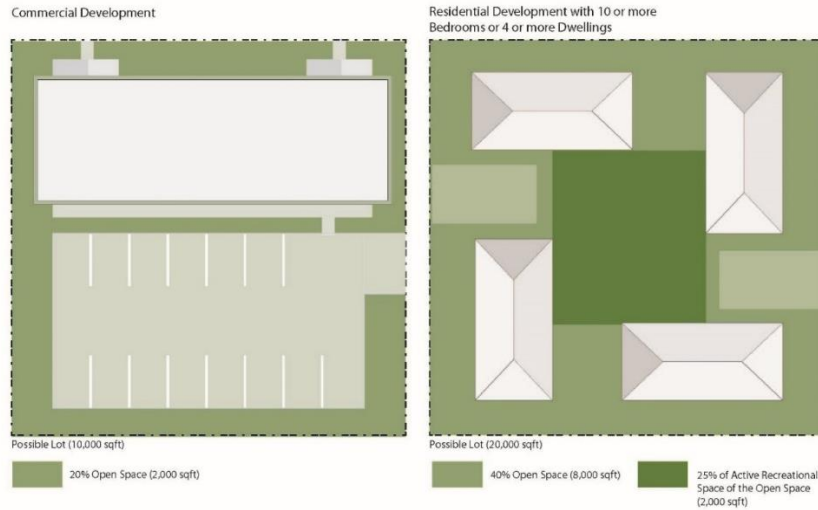 Commercial Development
Residential Development with 10 or more
Bedrooms or 4 or more Dwellings
Possible Lot (10,000 sqft)
20% Open Space (2,000 sqft)
Possible Lot (20,000 sqft)
40% Open Space (8,000 sqft)
25% of Active Recreational
Space of the Open Space
(2,000 sqft)